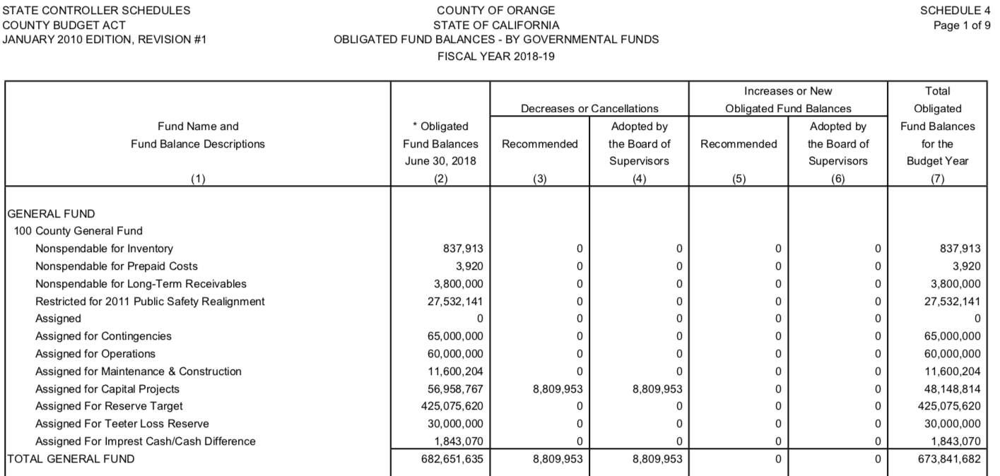 STATE CONTROLLER SCHEDULES COUNTY OF ORANGE SCHEDULE 4
COUNTY BUDGET ACT STATE OF CALIFORNIA Page 1 of 9
JANUARY 2010 EDITION, REVISION #1 OBLIGATED FUND BALANCES - BY GOVERNMENTAL FUNDS
FISCAL YEAR 2018-19
Increases or New Total
Decreases or Cancellations Obligated Fund Balances Obligated
Fund Name and * Obligated Adopted by Adopted by Fund Balances
Fund Balance Descriptions Fund Balances Recommended the Board of Recommended the Board of for the
June 30, 2018 Supervisors Supervisors Budget Year
(1) (2) (3) (4) (5) (6) (7)
GENERAL FUND
100 County General Fund
Nonspendable for Inventory 837,913 0 0 0 0 837,913
Nonspendable for Prepaid Costs 3,920 0 0 0 0 3,920
Nonspendable for Long-Term Receivables 3,800,000 0 0 0 0 3,800,000
Restricted for 2011 Public Safety Realignment 27,532,141 0 0 0 0 27,532,141
Assigned 0 0 0 0 0 0
Assigned for Contingencies 65,000,000 0 0 0 0 65,000,000
Assigned for Operations 60,000,000 0 0 0 0 60,000,000
Assigned for Maintenance & Construction 11,600,204 0 0 0 0 11,600,204
Assigned for Capital Projects 56,958,767 8,809,953 8,809,953 0 0 48,148,814
Assigned For Reserve Target 425,075,620 0 0 0 0 425,075,620
Assigned For Teeter Loss Reserve 30,000,000 0 0 0 0 30,000,000
Assigned For Imprest Cash/Cash Difference 1,843,070 0 0 0 0 1,843,070
TOTAL GENERAL FUND 682,651,635 8,809,953 8,809,953 0 0 673,841,682